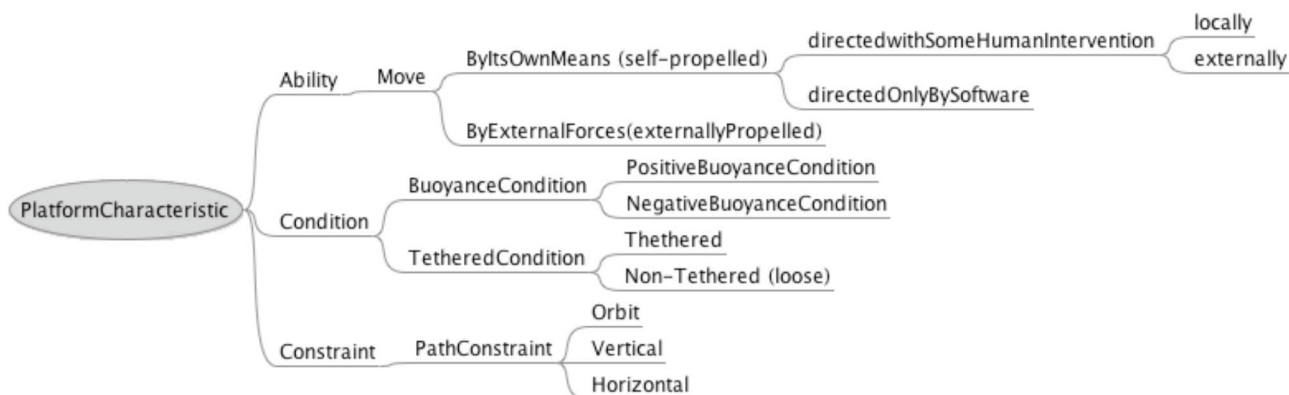 PlatformCharacteristic
Ability
Move
ByItsOwnMeans (self-propelled)
directedwithSomeHumanIntervention
locally
externally
directedOnlyBySoftware
ByExternalForces(externallyPropelled)
Condition
BuoyanceCondition
PositiveBuoyanceCondition
NegativeBuoyanceCondition
TetheredCondition
Thethered
Non-Tethered (loose)
Constraint
PathConstraint
Orbit
Vertical
Horizontal